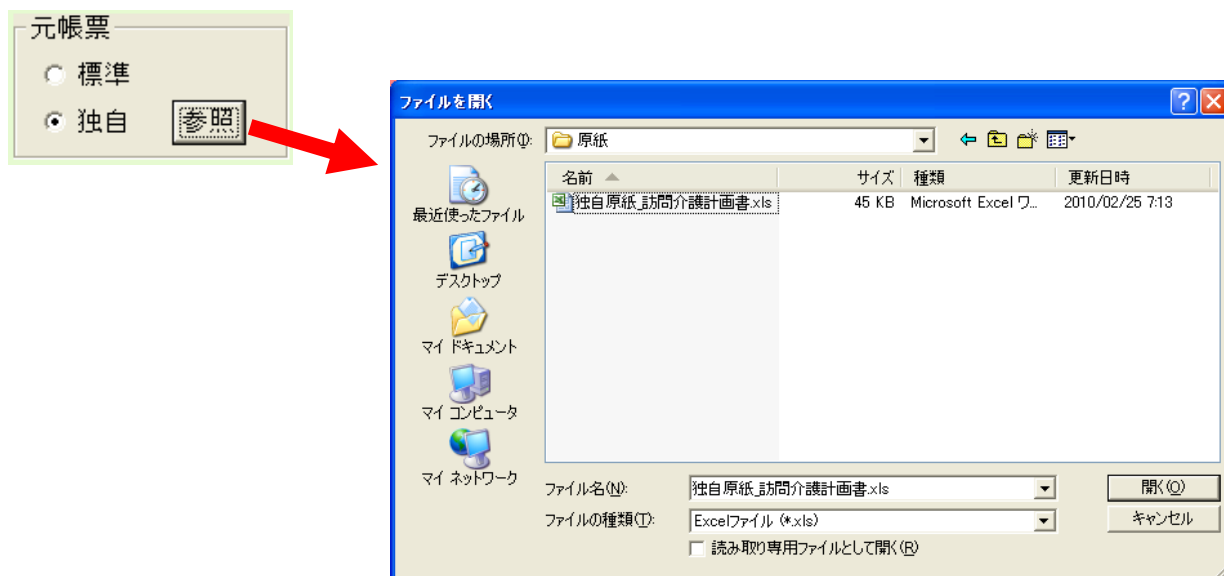 元帳票
標準
独自 参照
ファイルを開く
ファイルの場所(I): 原紙
名前 サイズ 種類 更新日時
独自原紙_訪問介護計画書.xls 45 KB Microsoft Excel ワ... 2010/02/25 7:13
最近使ったファイル
デスクトップ
マイ ドキュメント
マイ コンピュータ
マイ ネットワーク
ファイル名(N): 独自原紙_訪問介護計画書.xls 開く(O)
ファイルの種類(T): Excelファイル (*.xls) キャンセル
読み取り専用ファイルとして開く(R)